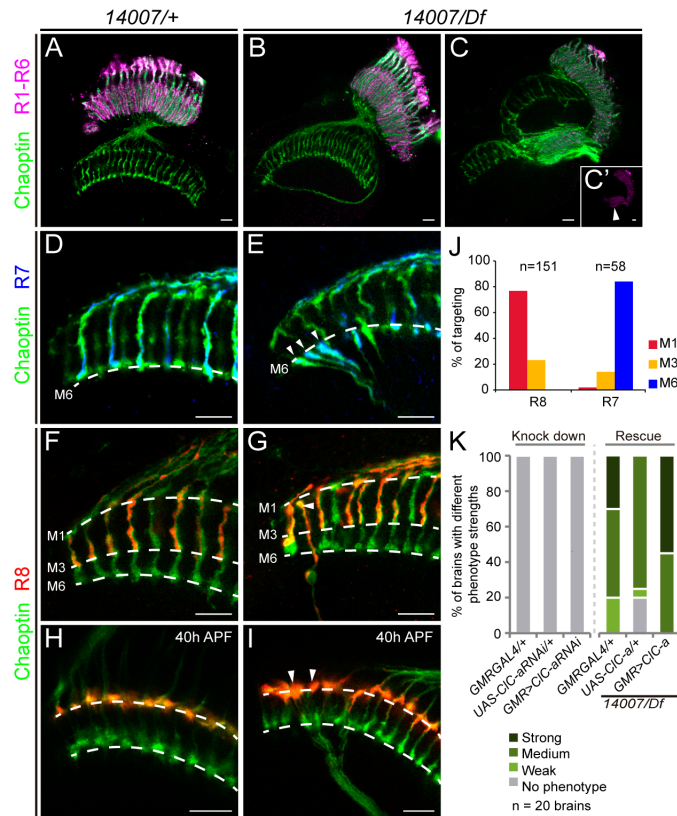 14007/+
14007/Df
Chaoptin R1-R6
A
B
C
C'
Chaoptin R7
D
M6
E
M6
J
% of targeting
100
80
60
40
20
0
n=151
n=58
R8
R7
M1
M3
M6
Chaoptin R8
F
M1
M3
M6
G
M1
M3
M6
H
40h APF
I
40h APF
K
Knock down
Rescue
% of brains with different
phenotype strengths
100
80
60
40
20
0
GMRGAL4/+
UAS-ClC-aRNAi/+
GMR>ClC-aRNAi
GMRGAL4/+
UAS-ClC-a/+
GMR>ClC-a
14007/Df
Strong
Medium
Weak
No phenotype
n = 20 brains